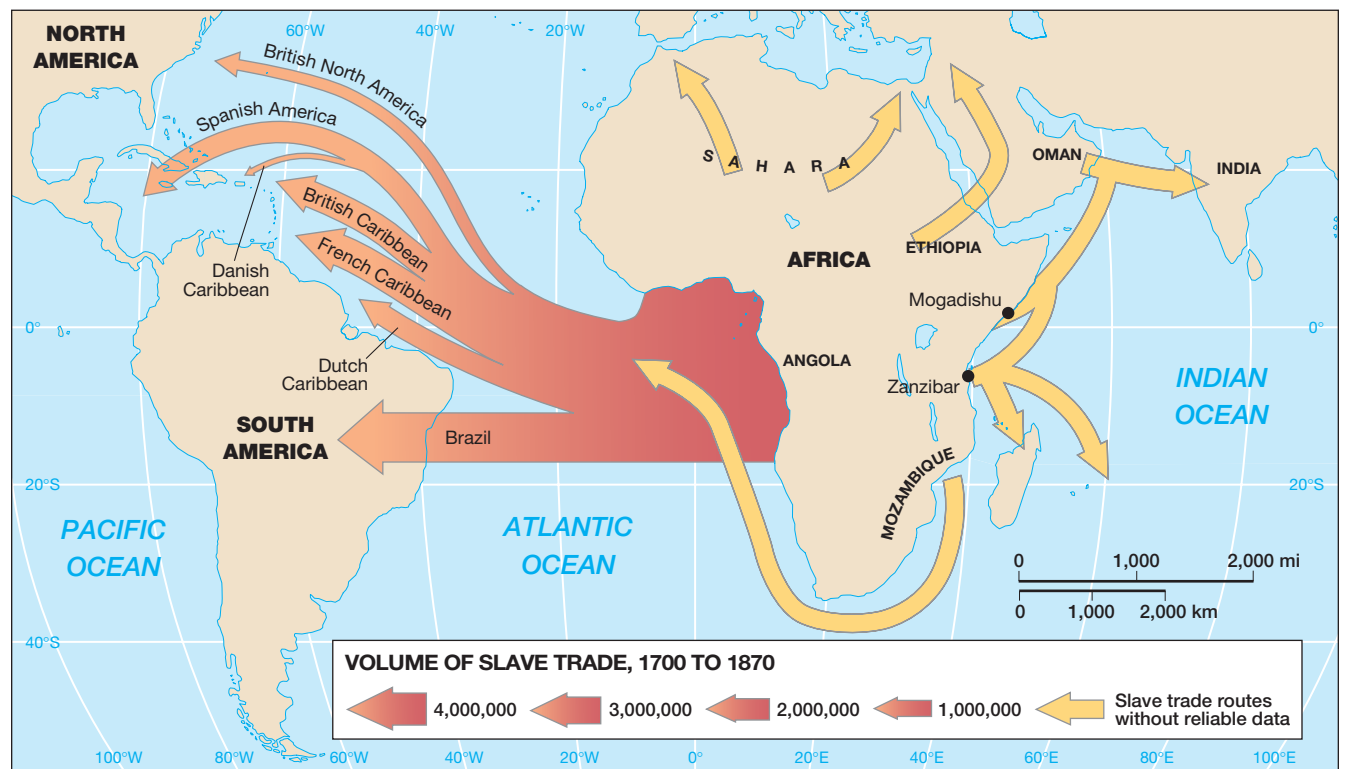 60°W
40°W
20°W
NORTH
AMERICA
British North America
Spanish America
British Caribbean
French Caribbean
Danish
Caribbean
Dutch
Caribbean
Brazil
SAHARA
OMAN
INDIA
ETHIOPIA
AFRICA
Mogadishu
0°
0°
ANGOLA
Zanzibar
INDIAN
OCEAN
SOUTH
AMERICA
MOZAMBIQUE
20°S
20°S
PACIFIC
OCEAN
ATLANTIC
OCEAN
0 1,000 2,000 mi
0 1,000 2,000 km
40°S
VOLUME OF SLAVE TRADE, 1700 TO 1870
4,000,000
3,000,000
2,000,000
1,000,000
Slave trade routes
without reliable data
100°W 80°W 60°W 40°W 20°W 0° 20°E 40°E 60°E 80°E 100°E